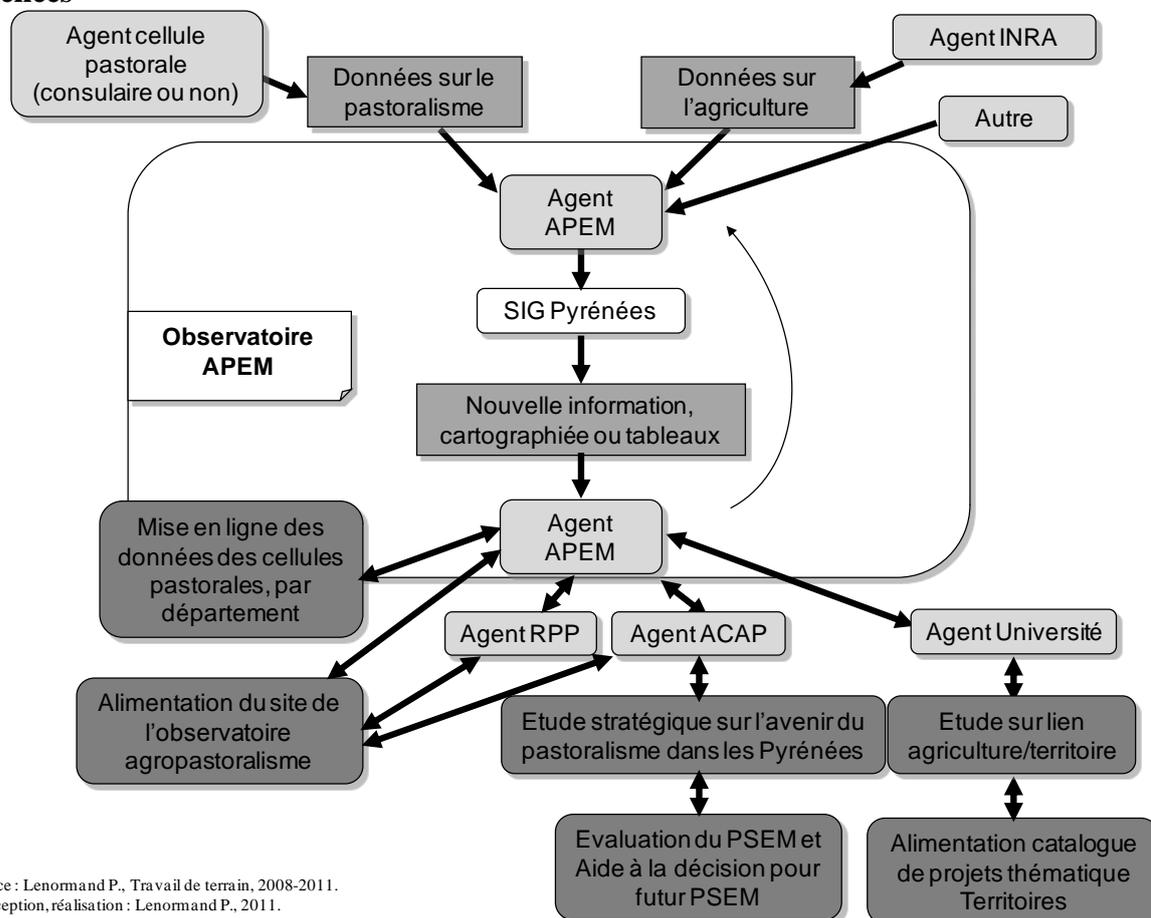 Agent cellule
pastorale
(consulaire ou non)
Agent INRA
Données sur le
pastoralisme
Données sur
l'agriculture
Autre
Agent
APEM
SIG Pyrénées
Observatoire
APEM
Nouvelle information,
cartographiée ou tableaux
Agent
APEM
Mise en ligne des
données des cellules
pastorales, par
département
Agent RPP
Agent ACAP
Agent Université
Alimentation du site de
l'observatoire
agropastoralisme
Etude stratégique sur l'avenir du
pastoralisme dans les Pyrénées
Etude sur lien
agriculture/territoire
Evaluation du PSEM et
Aide à la décision pour
futur PSEM
Alimentation catalogue
de projets thématique
Territoires
ce : Lenormand P., Travail de terrain, 2008-2011.
ception, réalisation : Lenormand P., 2011.